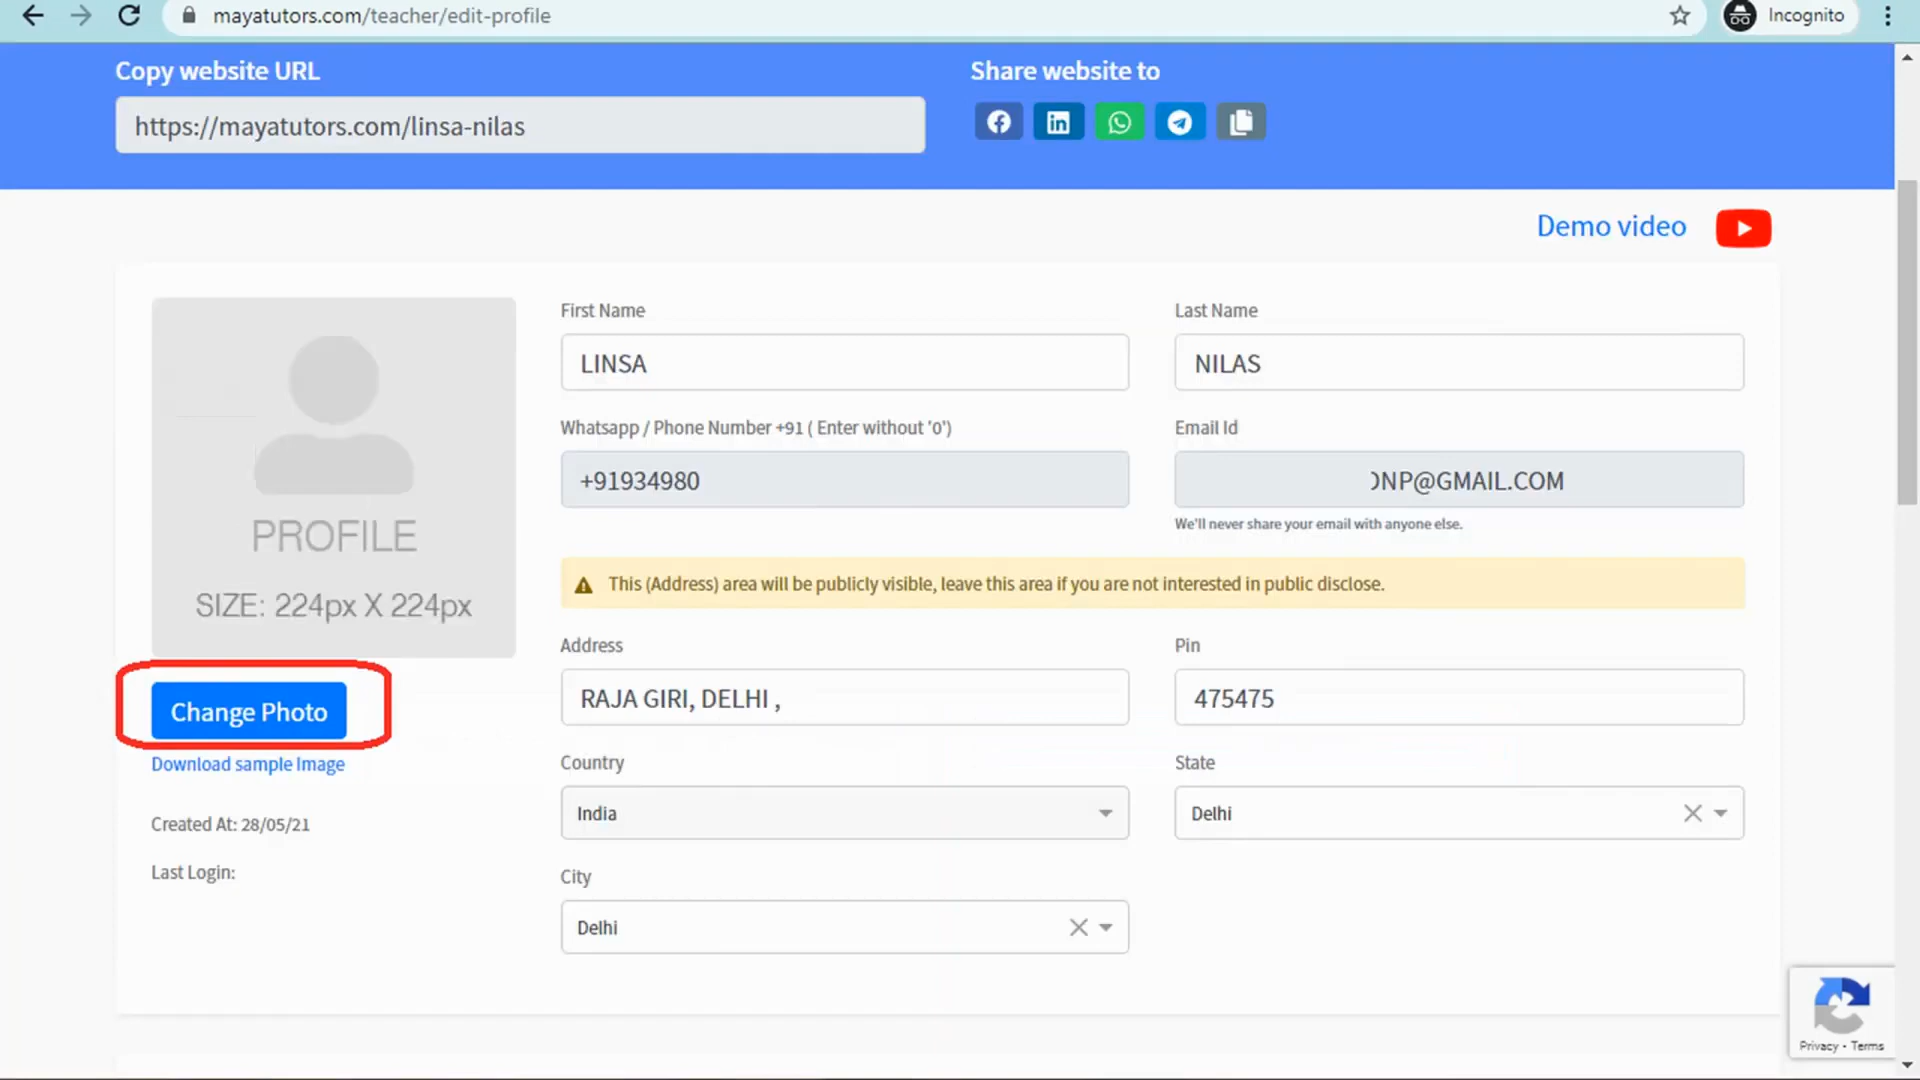 mayatutors.com/teacher/edit-profile
Incognito
Copy website URL
Share website to
https://mayatutors.com/linsa-nilas
Demo video
PROFILE
SIZE: 224px X 224px
Change Photo
Download sample Image
Created At: 28/05/21
Last Login:
First Name
Last Name
LINSA
NILAS
Whatsapp / Phone Number +91 ( Enter without '0')
Email Id
+91934980
NP@GMAIL.COM
We'll never share your email with anyone else.
This (Address) area will be publicly visible, leave this area if you are not interested in public disclose.
Address
Pin
RAJA GIRI, DELHI ,
475475
Country
State
India
Delhi
City
Delhi
Privacy - Terms